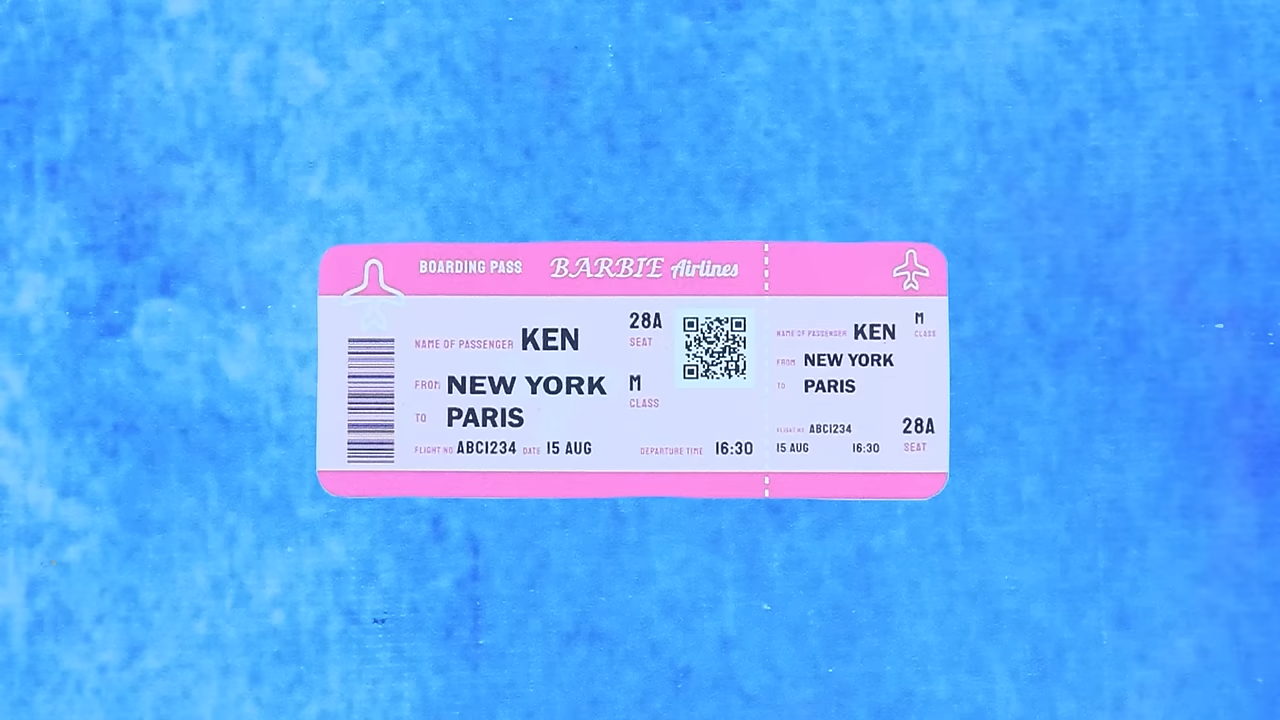 BOARDING PASS BARBIE Airlines
NAME OF PASSENGER KEN
28A
SEAT
FROM NEW YORK
M
CLASS
TO PARIS
FLIGHT NO ABC1234 DATE 15 AUG DEPARTURE TIME 16:30
NAME OF PASSENGER KEN
M
CLASS
FROM NEW YORK
TO PARIS
FLIGHT NO ABC1234
28A
SEAT
15 AUG 16:30